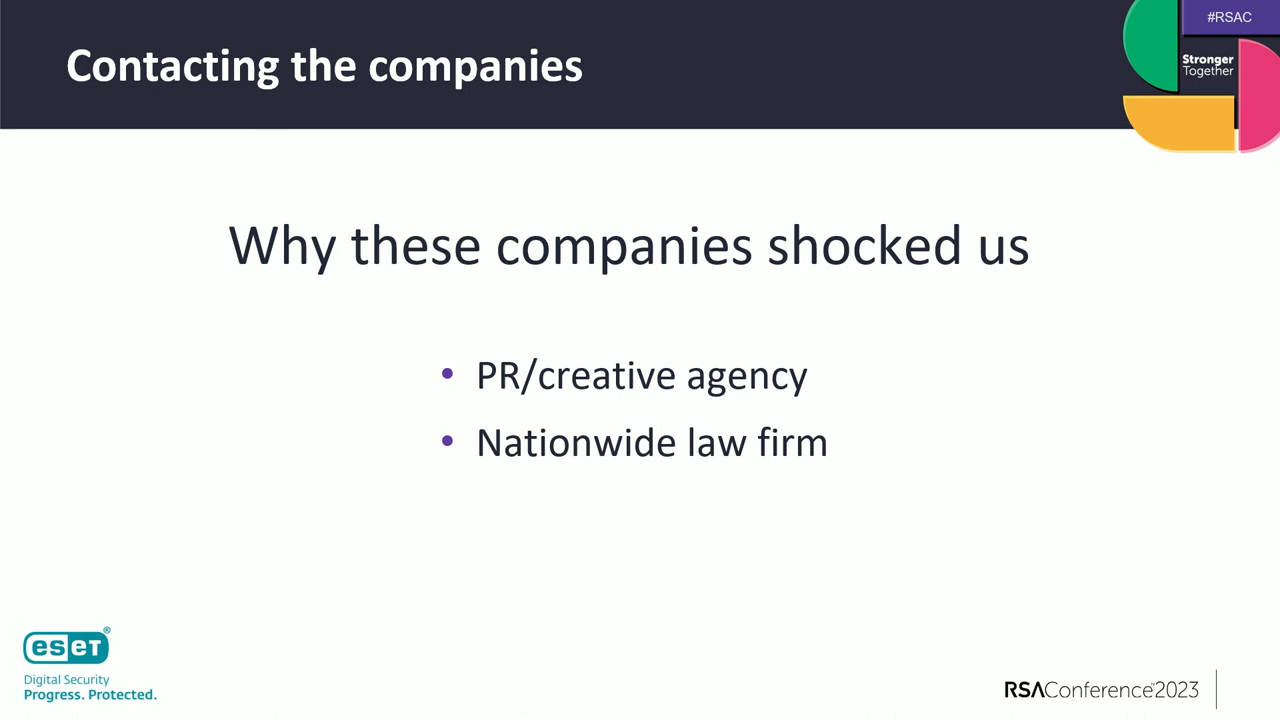 Contacting the companies
#RSAC
Stronger
Together
Why these companies shocked us
• PR/creative agency
• Nationwide law firm
eset®
Digital Security
Progress. Protected.
RSAConference™2023